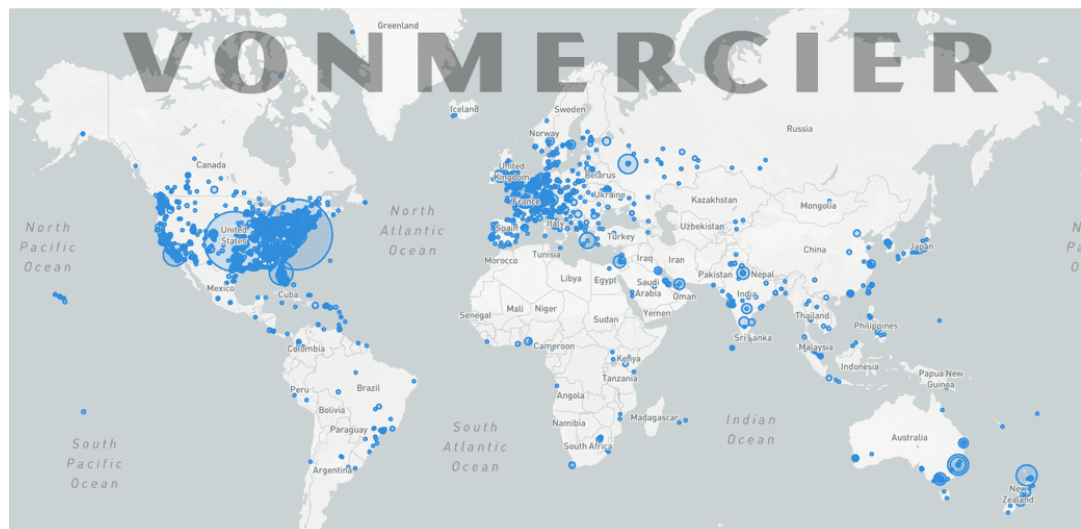 VONMERCIER
Greenland
Iceland
Sweden
Norway
Russia
Canada
United
Kingdom
Belarus
Ukraine
France
Kazakhstan
Mongolia
North
Pacific
Ocean
United
States
North
Atlantic
Ocean
Spain
Italy
Turkey
Uzbekistan
China
Japan
N
Pa
O
Morocco
Tunisia
Iraq
Iran
Pakistan
Nepal
Mexico
Cuba
Libya
Egypt
Saudi
Arabia
Oman
India
Senegal
Mali
Niger
Sudan
Yemen
Thailand
Philippines
Cameroon
Sri Lanka
Malaysia
Colombia
Kenya
Indonesia
Papua New
Guinea
Tanzania
Peru
Brazil
Angola
Bolivia
Madagascar
Indian
Ocean
Namibia
Paraguay
South
Pacific
Ocean
South
Atlantic
Ocean
South Africa
Australia
Argentina
New
Zealand